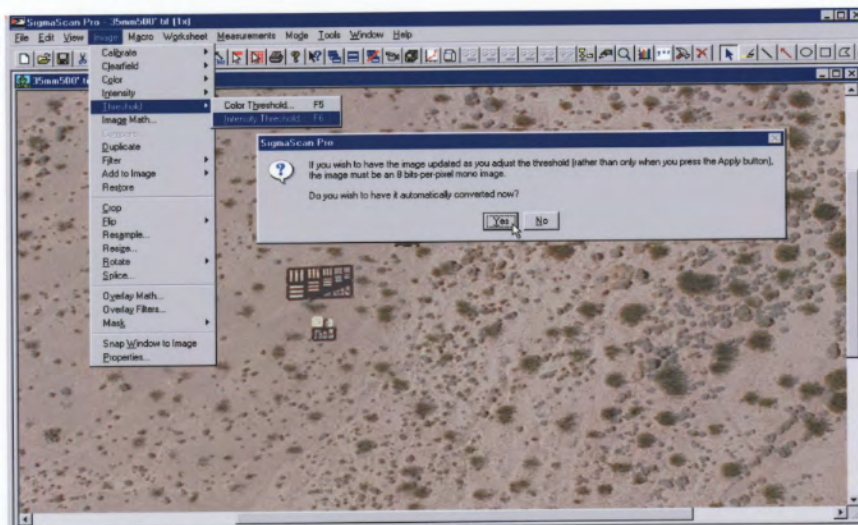 SigmaScan Pro - 35mm500'.tif (1x)
File Edit View Image Macro Worksheet Measurements Mode Tools Window Help
35mm500'.t
Calibrate
Clearfield
Color
Intensity
Threshold
Color Threshold... F5
Intensity Threshold... F6
Image Math...
Duplicate
Filter
Add to Image
Restore
SigmaScan Pro
If you wish to have the image updated as you adjust the threshold (rather than only when you press the Apply button),
the image must be an 8 bits-per-pixel mono image.
Do you wish to have it automatically converted now?
Yes No
Crop
Flip
Resample...
Resize...
Rotate
Splice...
Overlay Math...
Overlay Filters...
Mask
Snap Window to Image
Properties...